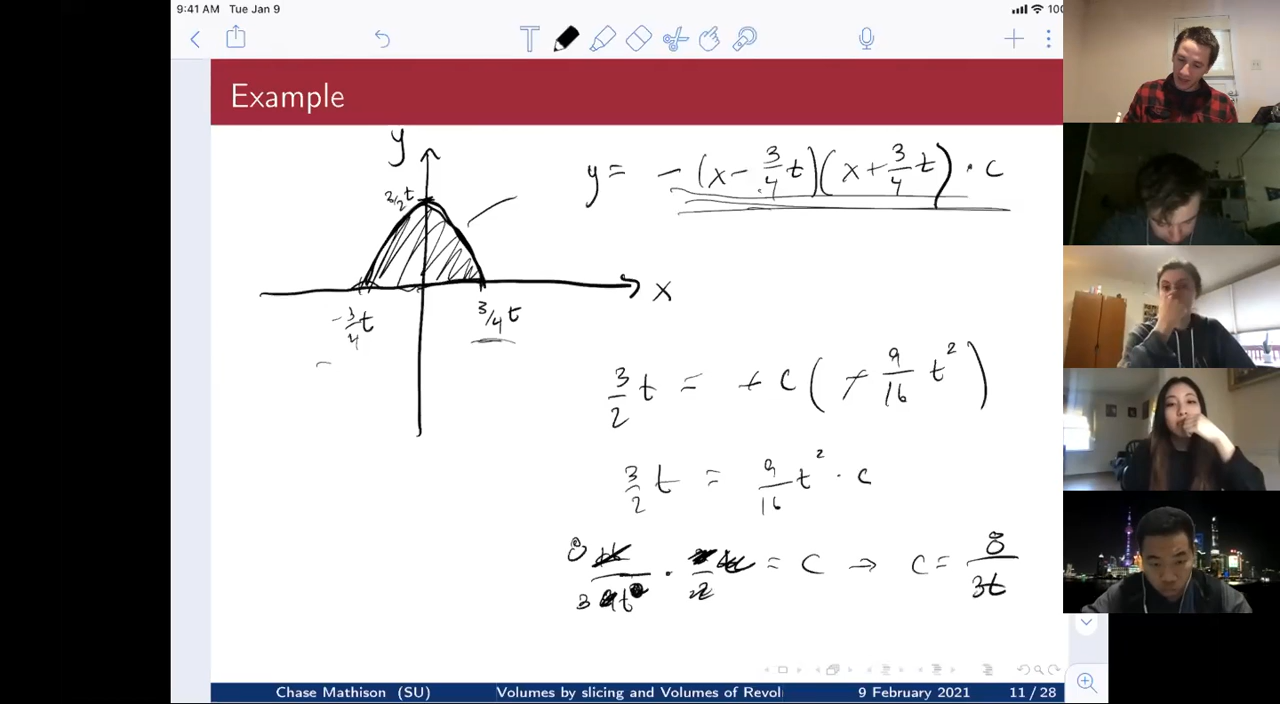 9:41 AM Tue Jan 9
Example
y
3/2 t
-3/4 t
3/4 t
x
y = -(x - 3/4 t)(x + 3/4 t) · c
3/2 t = + c (+ 9/16 t²)
3/2 t = 9/16 t² · c
= c → c = 8/3t
Chase Mathison (SU)
Volumes by slicing and Volumes of Revol
9 February 2021
11 / 28